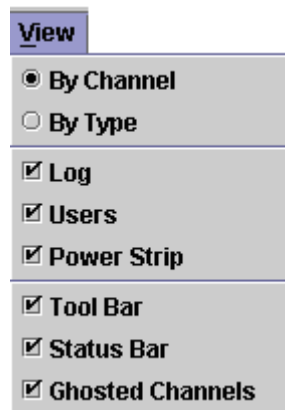 View
By Channel
By Type
Log
Users
Power Strip
Tool Bar
Status Bar
Ghosted Channels